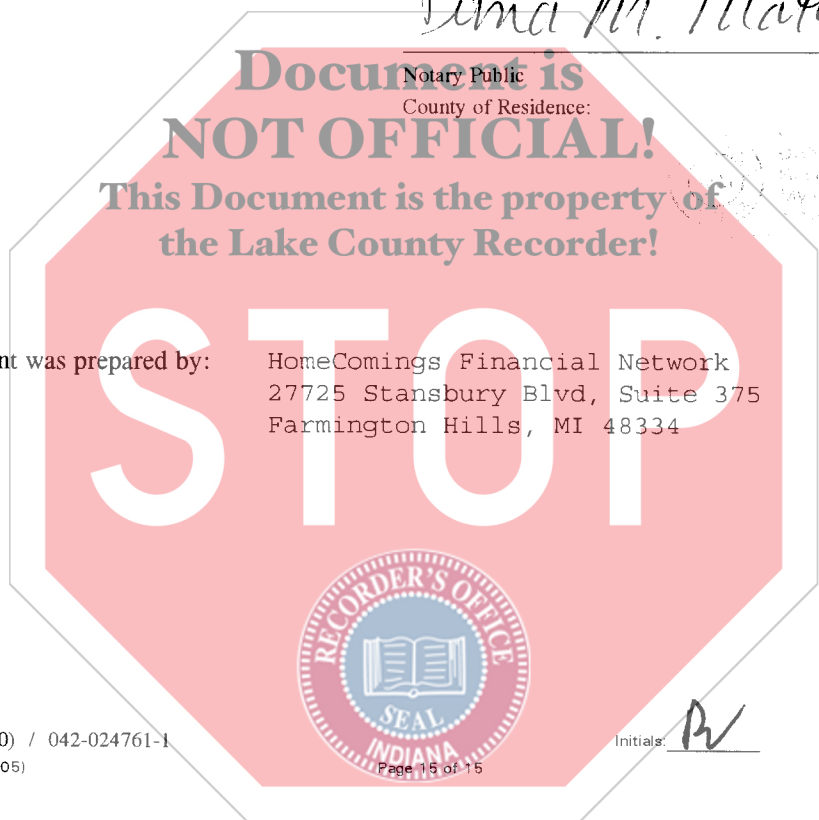 M.
Document is
Notary Public
County of Residence:
NOT OFFICIAL!
This Document is the property of
the Lake County Recorder!
STOP
nt was prepared by: HomeComings Financial Network
27725 Stansbury Blvd, Suite 375
Farmington Hills, MI 48334
RECORDER'S OFFICE
SEAL
INDIANA
0) / 042-024761-1
Initials:
05)
Page 15 of 15